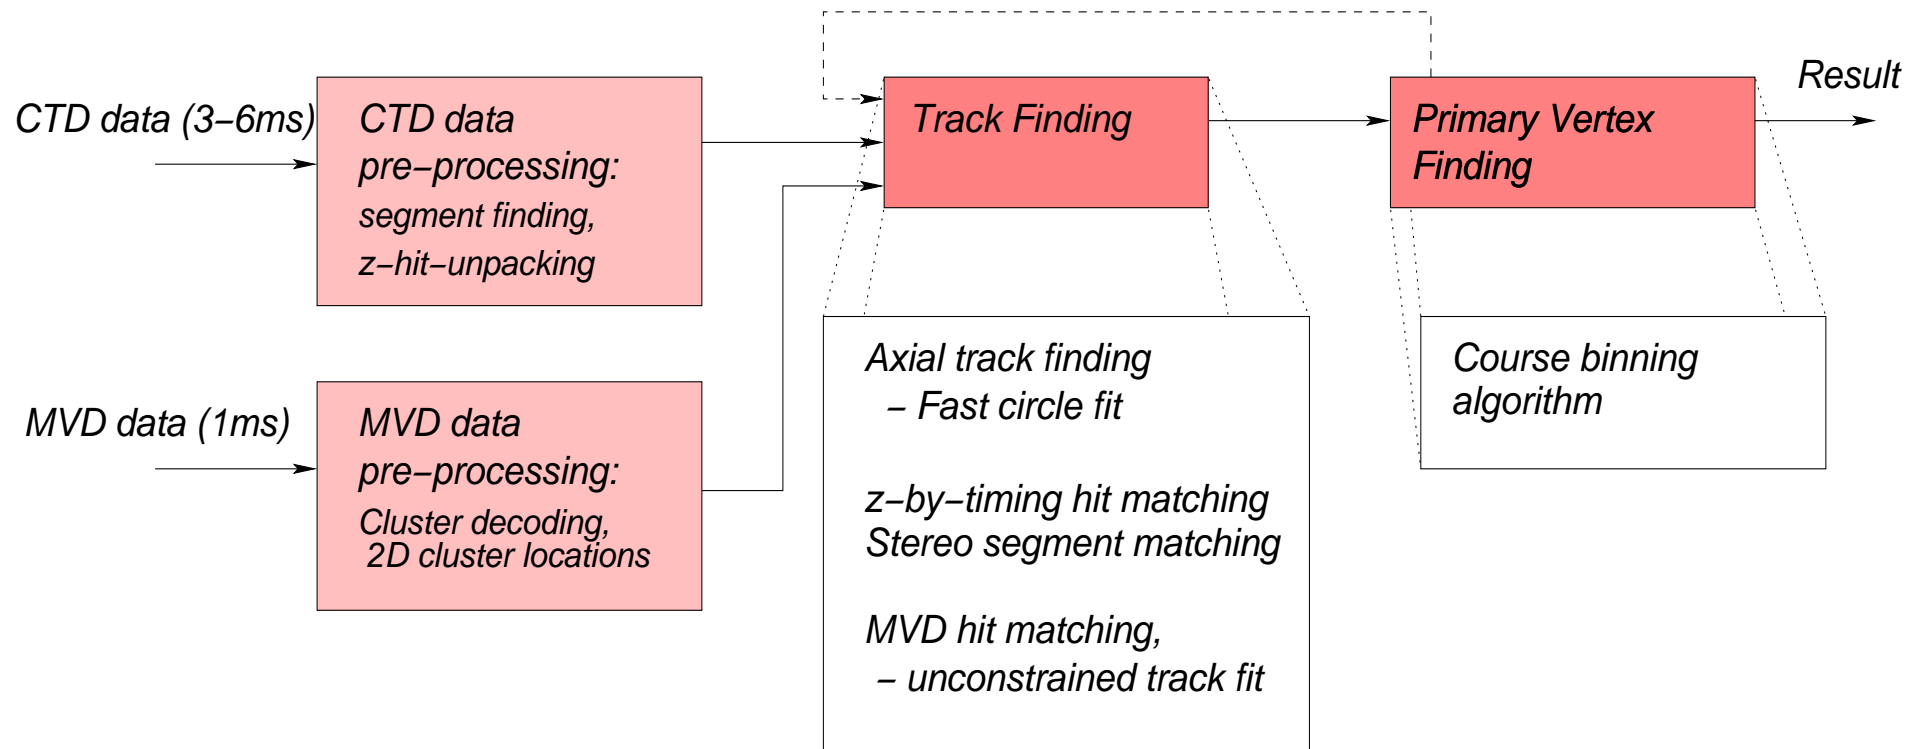 CTD data (3–6ms)
CTD data
pre–processing:
segment finding,
z–hit–unpacking
MVD data (1ms)
MVD data
pre–processing:
Cluster decoding,
2D cluster locations
Track Finding
Axial track finding
– Fast circle fit
z–by–timing hit matching
Stereo segment matching
MVD hit matching,
– unconstrained track fit
Primary Vertex
Finding
Course binning
algorithm
Result